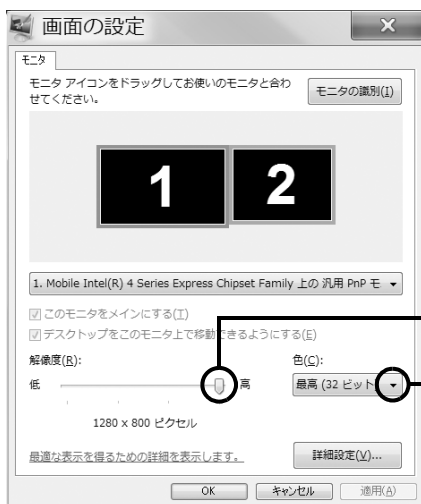 画面の設定
モニタ
モニタ アイコンをドラッグしてお使いのモニタと合わ
せてください。
モニタの識別(I)
1 2
1. Mobile Intel(R) 4 Series Express Chipset Family 上の 汎用 PnP モ
このモニタをメインにする(T)
デスクトップをこのモニタ上で移動できるようにする(E)
解像度(R):
色(C):
低 高
最高 (32 ビット
1280 x 800 ピクセル
最適な表示を得るための詳細を表示します。
詳細設定(V)...
OK キャンセル 適用(A)